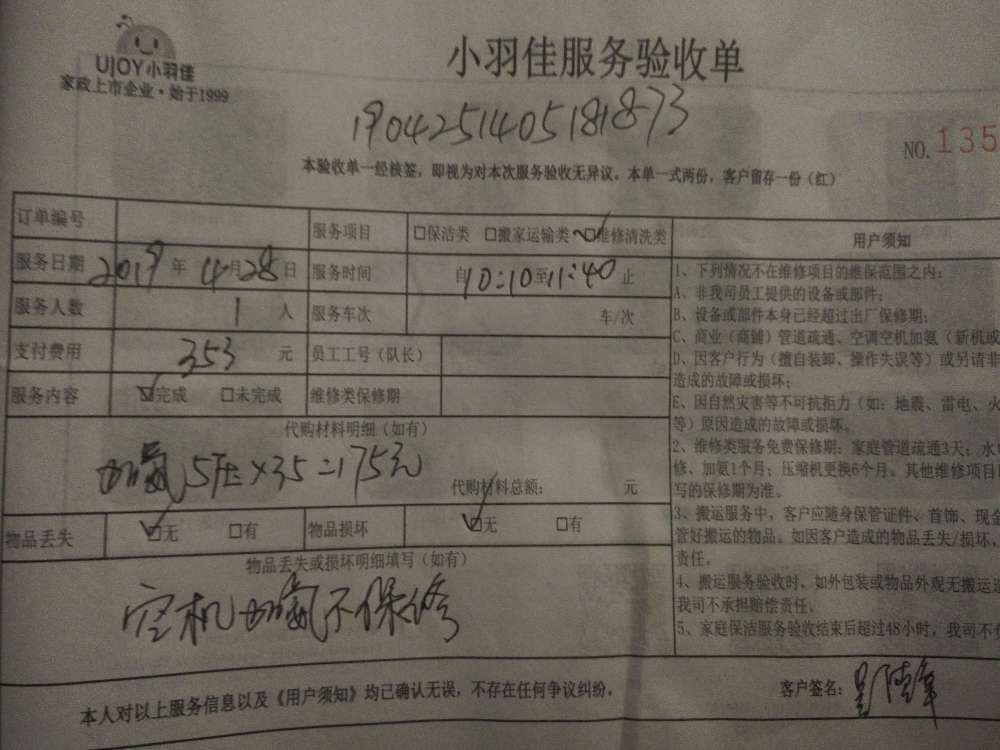 UJOY小羽佳
家政上市企业·始于1999
小羽佳服务验收单
1904251405181873
NO. 135
本验收单一经核签，即视为对本次服务验收无异议。本单一式两份，客户留存一份（红）
订单编号 服务项目 □保洁类 □搬家运输类 ☑维修清洗类
服务日期 2019年 4月28日 服务时间 自10:10至11:40止
服务人数 1 人 服务车次 车/次
支付费用 353 元 员工工号（队长）
服务内容 ☑完成 □未完成 维修类保修期
代购材料明细（如有）
加氟5压×35=175元
代购材料总额： 元
物品丢失 ☑无 □有 物品损坏 ☑无 □有
物品丢失或损坏明细填写（如有）
空机加氟不保修
用户须知
1、下列情况不在维修项目的维保范围之内：
A、非我司员工提供的设备或部件；
B、设备或部件本身已经超过出厂保修期；
C、商业（商铺）管道疏通、空调空机加氨（新机或
D、因客户行为（擅自装卸、操作失误等）或另请非
造成的故障或损坏；
E、因自然灾害等不可抗拒力（如：地震、雷电、火
等）原因造成的故障或损坏。
2、维修类服务免费保修期：家庭管道疏通3天；水
修、加氨1个月；压缩机更换6个月。其他维修项目
写的保修期为准。
3、搬运服务中，客户应随身保管证件、首饰、现金
管好搬运的物品。如因客户造成的物品丢失/损坏，
责任。
4、搬运服务验收时，如外包装或物品外观无搬运
我司不承担赔偿责任。
5、家庭保洁服务验收结束后超过48小时，我司不
本人对以上服务信息以及《用户须知》均已确认无误，不存在任何争议纠纷。
客户签名：